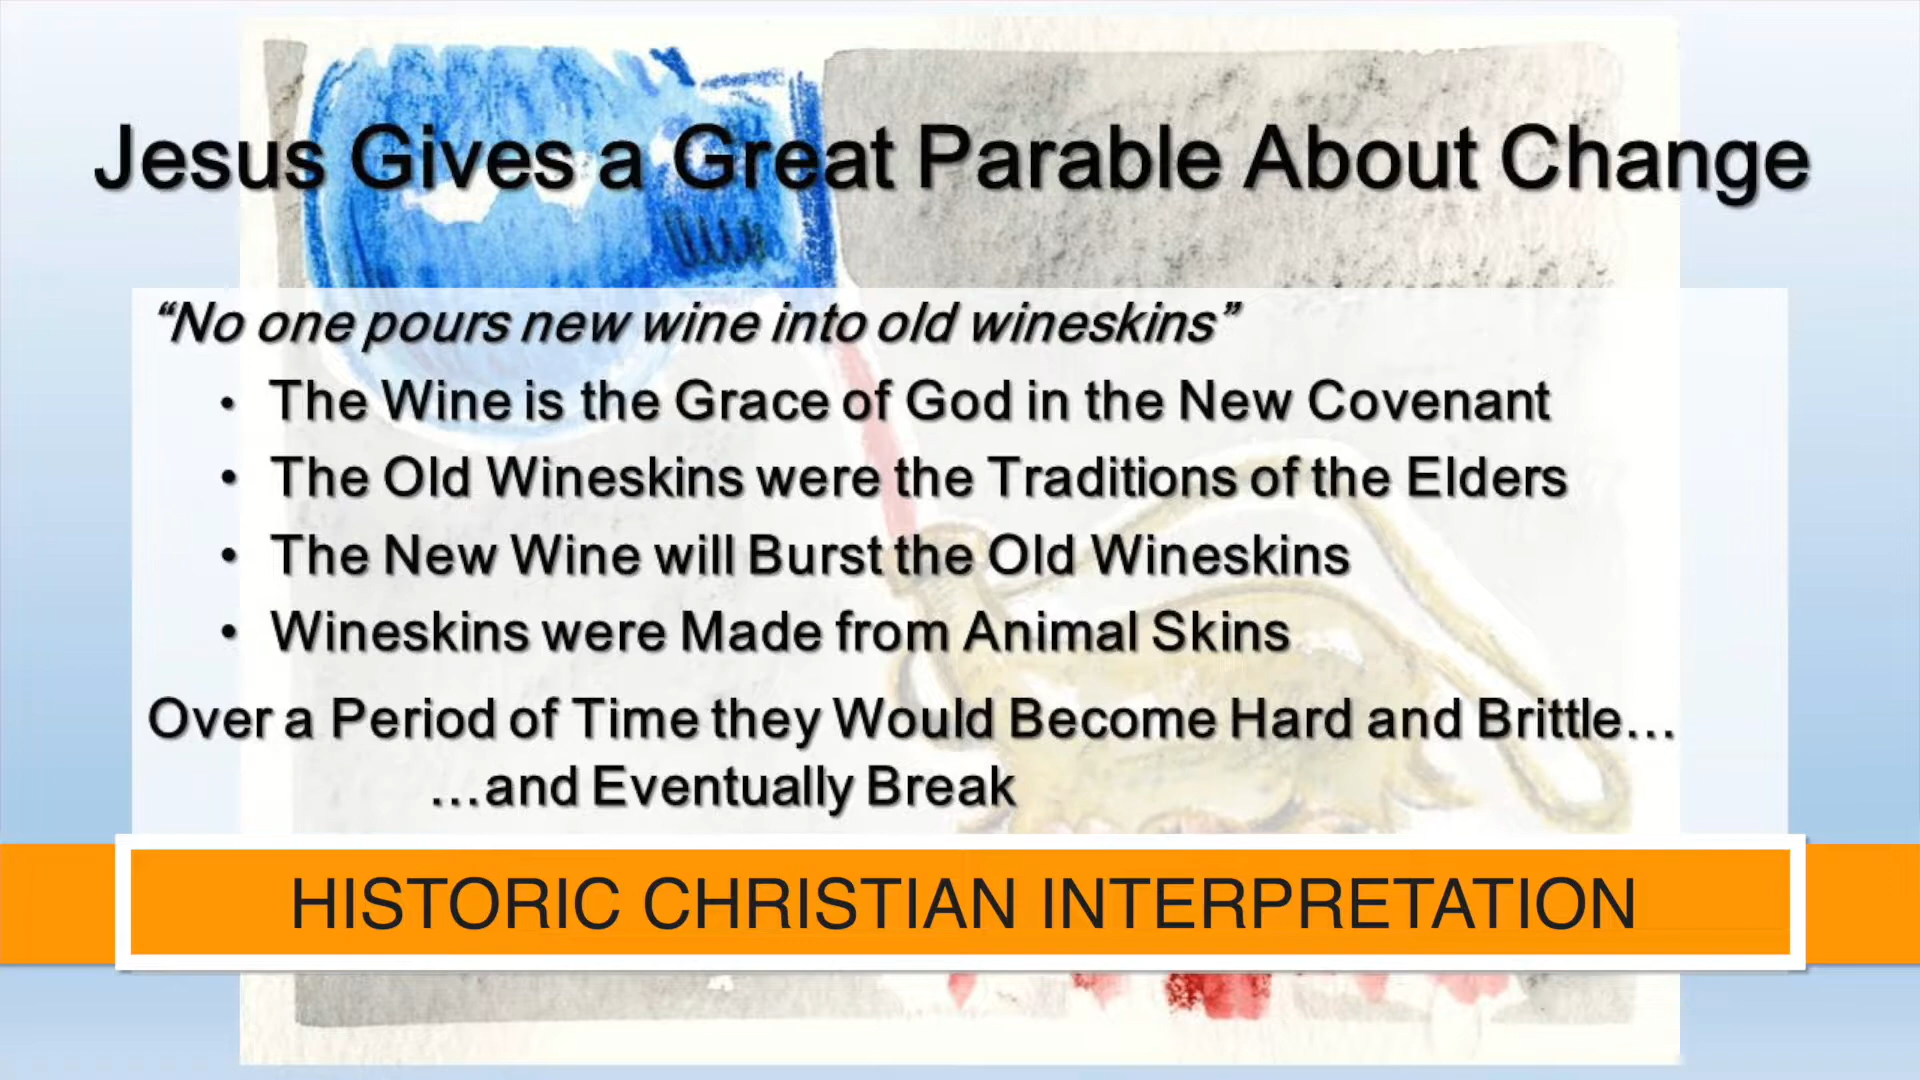 Jesus Gives a Great Parable About Change
“No one pours new wine into old wineskins”
• The Wine is the Grace of God in the New Covenant
• The Old Wineskins were the Traditions of the Elders
• The New Wine will Burst the Old Wineskins
• Wineskins were Made from Animal Skins
Over a Period of Time they Would Become Hard and Brittle…
…and Eventually Break
HISTORIC CHRISTIAN INTERPRETATION